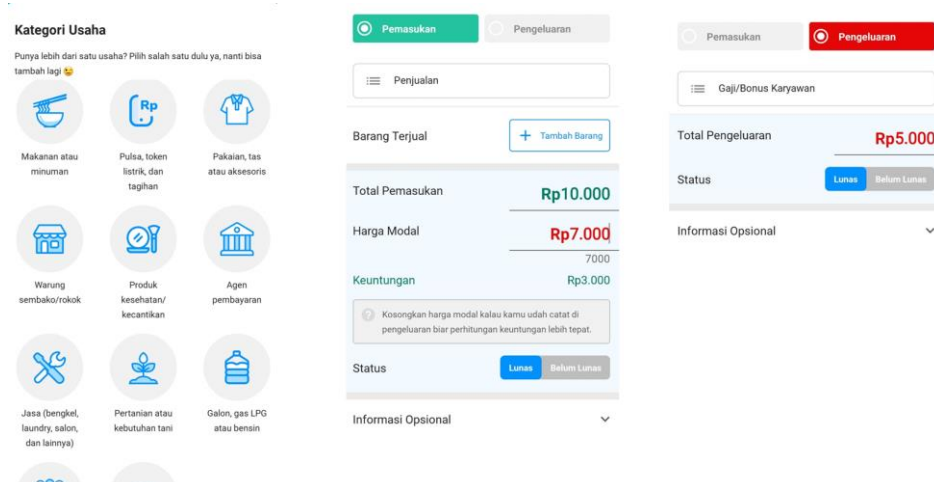 Kategori Usaha
Punya lebih dari satu usaha? Pilih salah satu dulu ya, nanti bisa
tambah lagi 😉
Makanan atau
minuman
Rp
Pulsa, token
listrik, dan
tagihan
Pakaian, tas
atau aksesoris
Warung
sembako/rokok
Produk
kesehatan/
kecantikan
Agen
pembayaran
Jasa (bengkel,
laundry, salon,
dan lainnya)
Pertanian atau
kebutuhan tani
Galon, gas LPG
atau bensin
Pemasukan
Pengeluaran
Penjualan
Barang Terjual
+ Tambah Barang
Total Pemasukan
Rp10.000
Harga Modal
Rp7.000
7000
Keuntungan
Rp3.000
Kosongkan harga modal kalau kamu udah catat di
pengeluaran biar perhitungan keuntungan lebih tepat.
Status
Lunas
Belum Lunas
Informasi Opsional
Pemasukan
Pengeluaran
Gaji/Bonus Karyawan
Total Pengeluaran
Rp5.000
Status
Lunas
Belum Lunas
Informasi Opsional